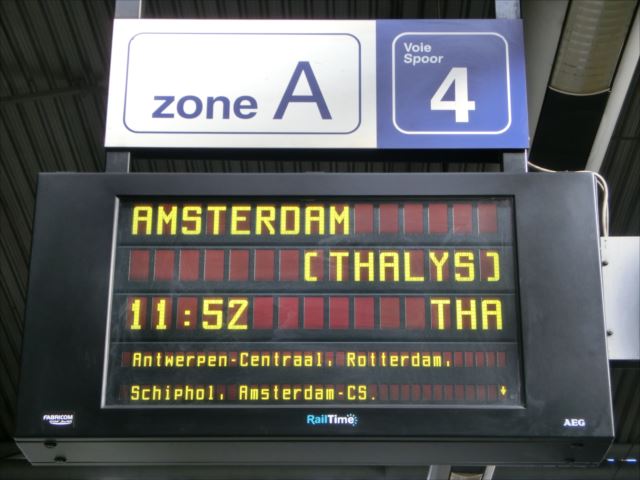 zone A
Voie
Spoor
4
AMSTERDAM
(THALYS)
11:52 THA
Antwerpen-Centraal, Rotterdam,
Schiphol, Amsterdam-CS.
FABRICOM
RailTime
AEG